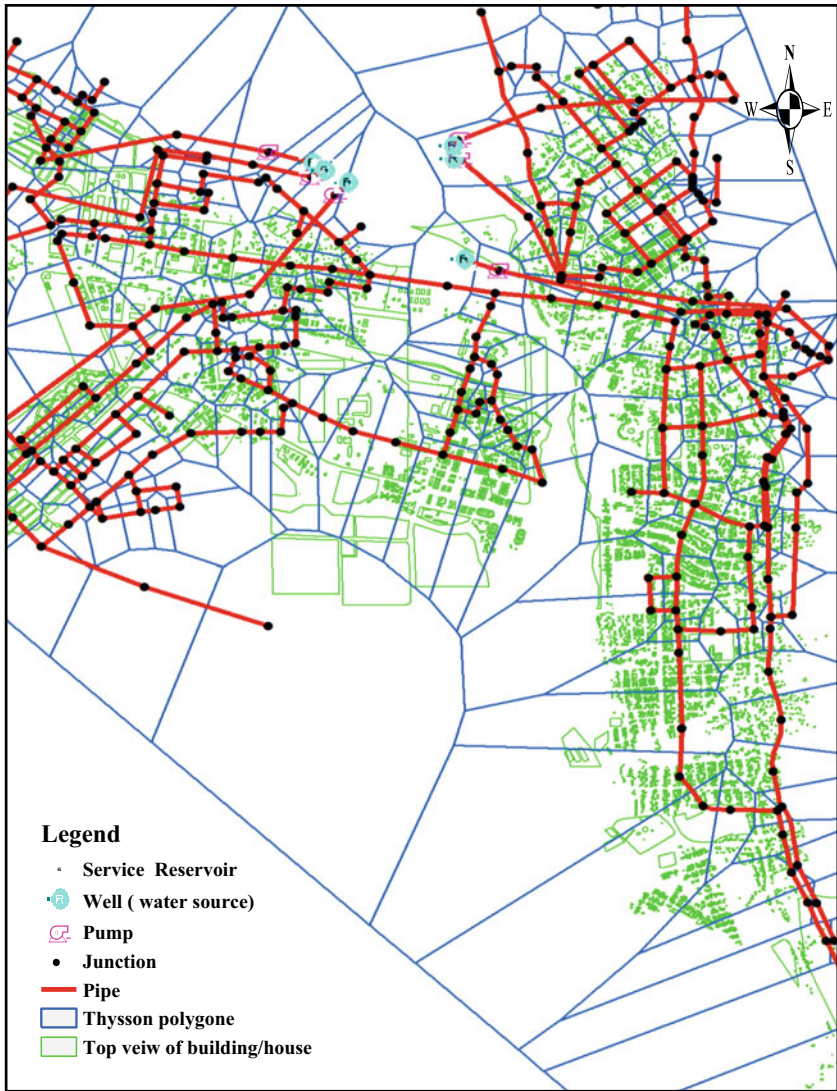 N
W E
S
Legend
Service Reservoir
Well ( water source)
Pump
Junction
Pipe
Thysson polygone
Top veiw of building/house